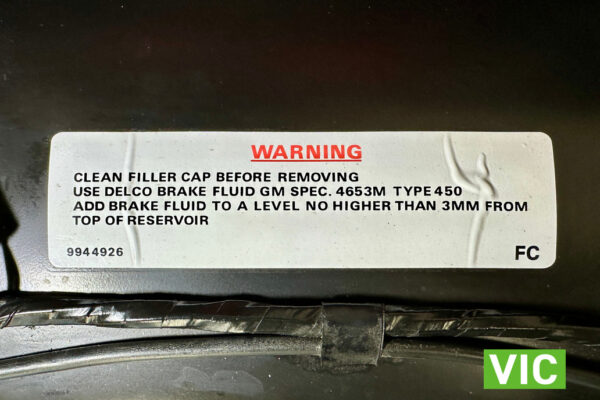 WARNING
CLEAN FILLER CAP BEFORE REMOVING
USE DELCO BRAKE FLUID GM SPEC. 4653M TYPE 450
ADD BRAKE FLUID TO A LEVEL NO HIGHER THAN 3MM FROM
TOP OF RESERVOIR
9944926 FC
VIC